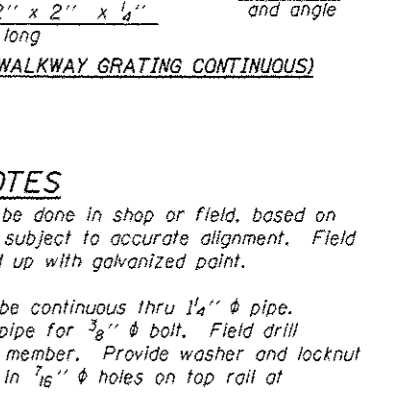 2" x 2" x 1/4"
and angle
long
WALKWAY GRATING CONTINUOUS)
OTES
be done in shop or field, based on
subject to accurate alignment. Field
up with galvanized paint.
be continuous thru 1 1/4" ϕ pipe.
pipe for 3/8" ϕ bolt. Field drill
member. Provide washer and locknut
in 7/16" ϕ holes on top rail at